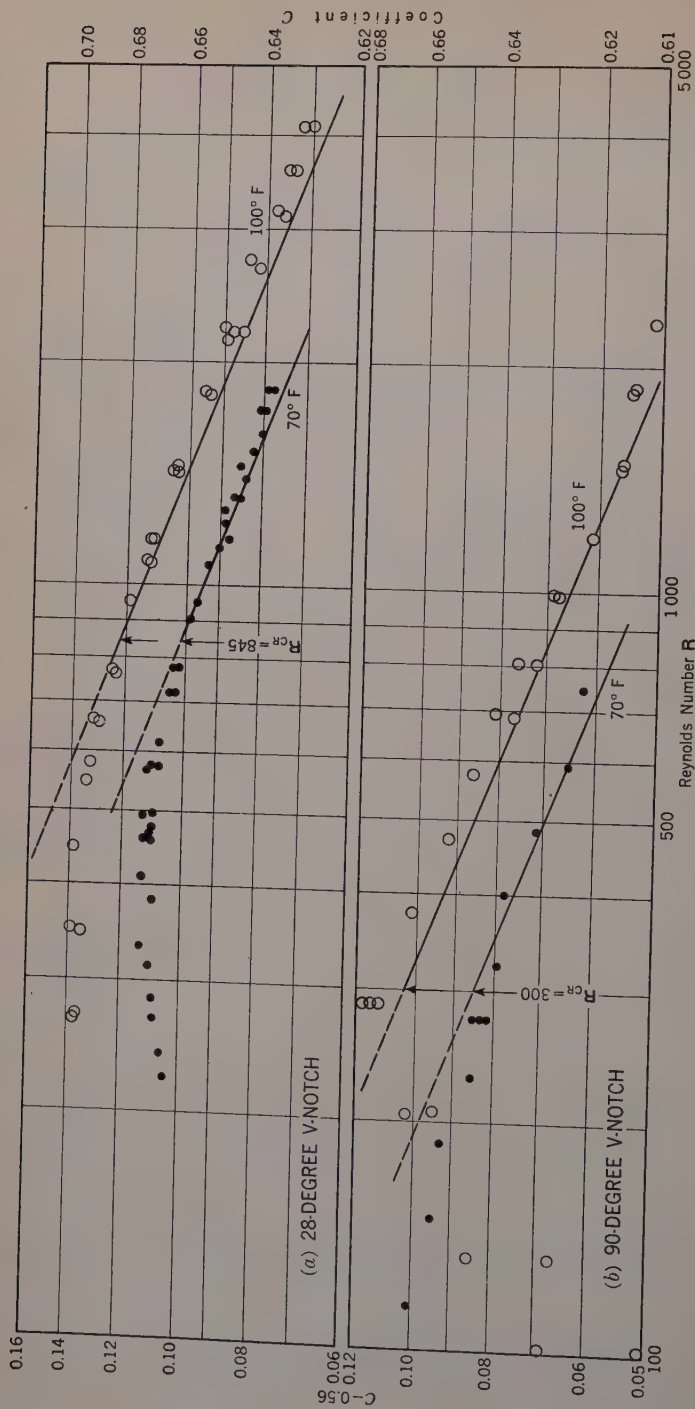 0.16
0.14
0.12
0.10
0.08
0.06
(a) 28-DEGREE V-NOTCH
R CR = 845
100° F
70° F
0.70
0.68
0.66
0.64
0.62
C−0.56
Coefficient C
0.12
0.10
0.08
0.06
0.05
(b) 90-DEGREE V-NOTCH
R CR = 300
100° F
70° F
0.68
0.66
0.64
0.62
0.61
100
500
1 000
5 000
Reynolds Number R